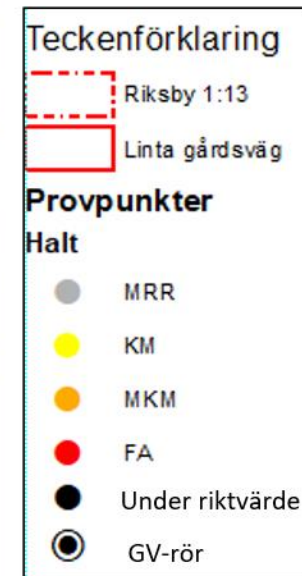 Teckenförklaring
Riksby 1:13
Linta gårdsväg
Provpunkter
Halt
MRR
KM
MKM
FA
Under riktvärde
GV-rör